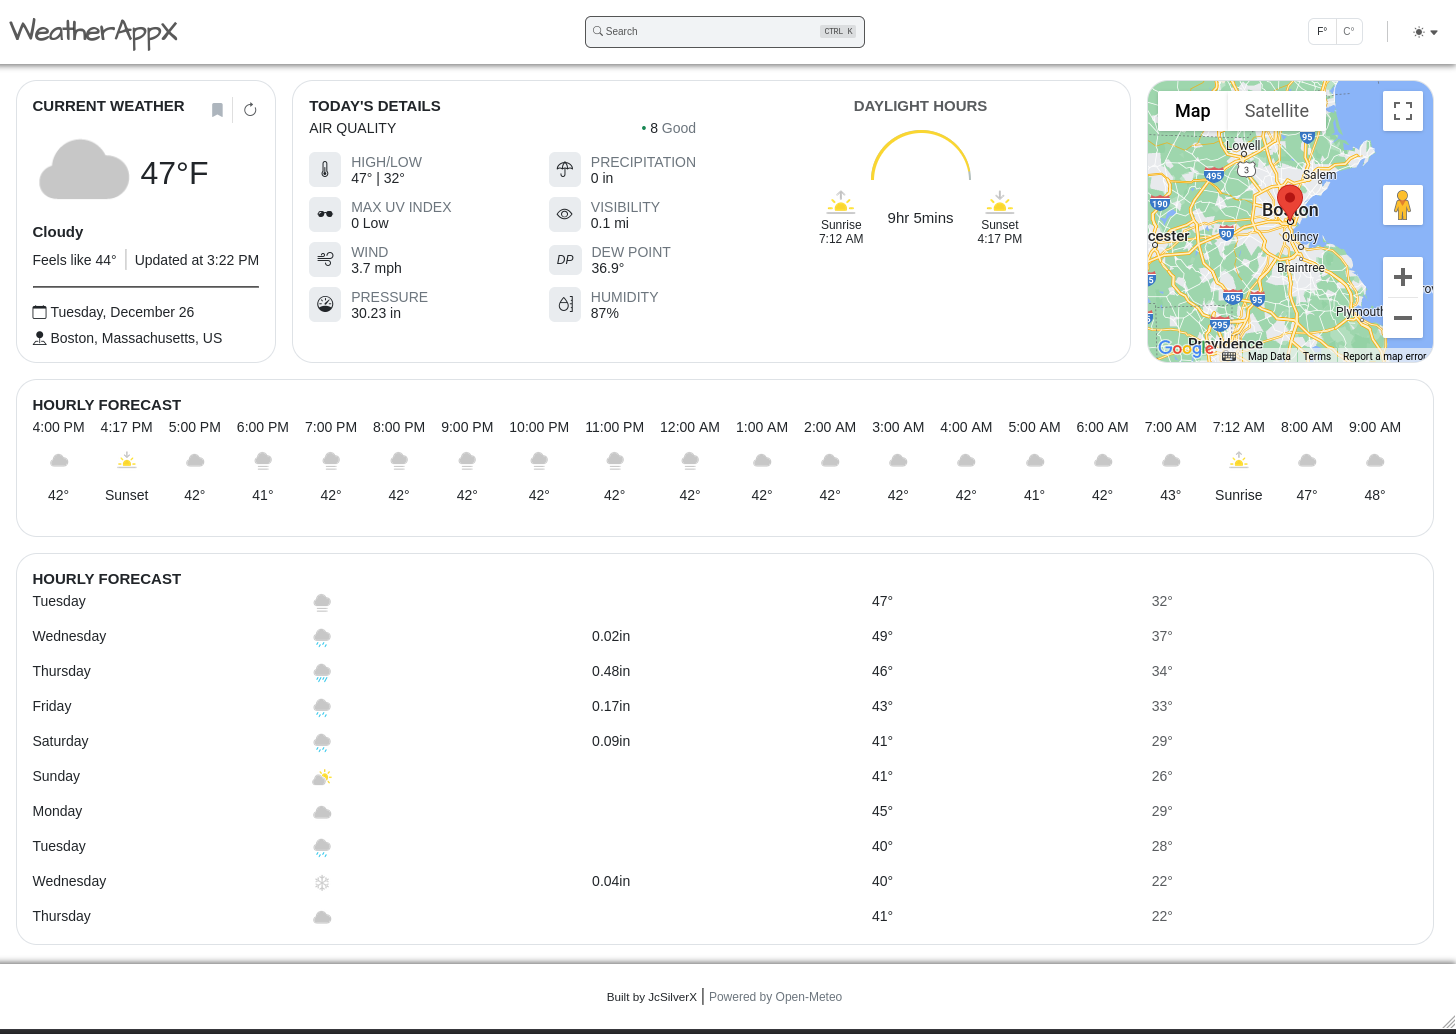 WeatherAppX
Search
CTRL K
F°
C°
CURRENT WEATHER
47°F
Cloudy
Feels like 44°
Updated at 3:22 PM
Tuesday, December 26
Boston, Massachusetts, US
TODAY'S DETAILS
AIR QUALITY
• 8 Good
HIGH/LOW
47° | 32°
PRECIPITATION
0 in
MAX UV INDEX
0 Low
VISIBILITY
0.1 mi
WIND
3.7 mph
DP
DEW POINT
36.9°
PRESSURE
30.23 in
HUMIDITY
87%
DAYLIGHT HOURS
Sunrise
7:12 AM
9hr 5mins
Sunset
4:17 PM
Map
Satellite
95
Lowell
3
495
Salem
190
Boston
cester
90
Quincy
Braintree
495
95
Plymouth
295
Providence
Google
Map Data
Terms
Report a map error
HOURLY FORECAST
4:00 PM 4:17 PM 5:00 PM 6:00 PM 7:00 PM 8:00 PM 9:00 PM 10:00 PM 11:00 PM 12:00 AM 1:00 AM 2:00 AM 3:00 AM 4:00 AM 5:00 AM 6:00 AM 7:00 AM 7:12 AM 8:00 AM 9:00 AM
42° Sunset 42° 41° 42° 42° 42° 42° 42° 42° 42° 42° 42° 42° 41° 42° 43° Sunrise 47° 48°
HOURLY FORECAST
Tuesday 47° 32°
Wednesday 0.02in 49° 37°
Thursday 0.48in 46° 34°
Friday 0.17in 43° 33°
Saturday 0.09in 41° 29°
Sunday 41° 26°
Monday 45° 29°
Tuesday 40° 28°
Wednesday 0.04in 40° 22°
Thursday 41° 22°
Built by JcSilverX | Powered by Open-Meteo